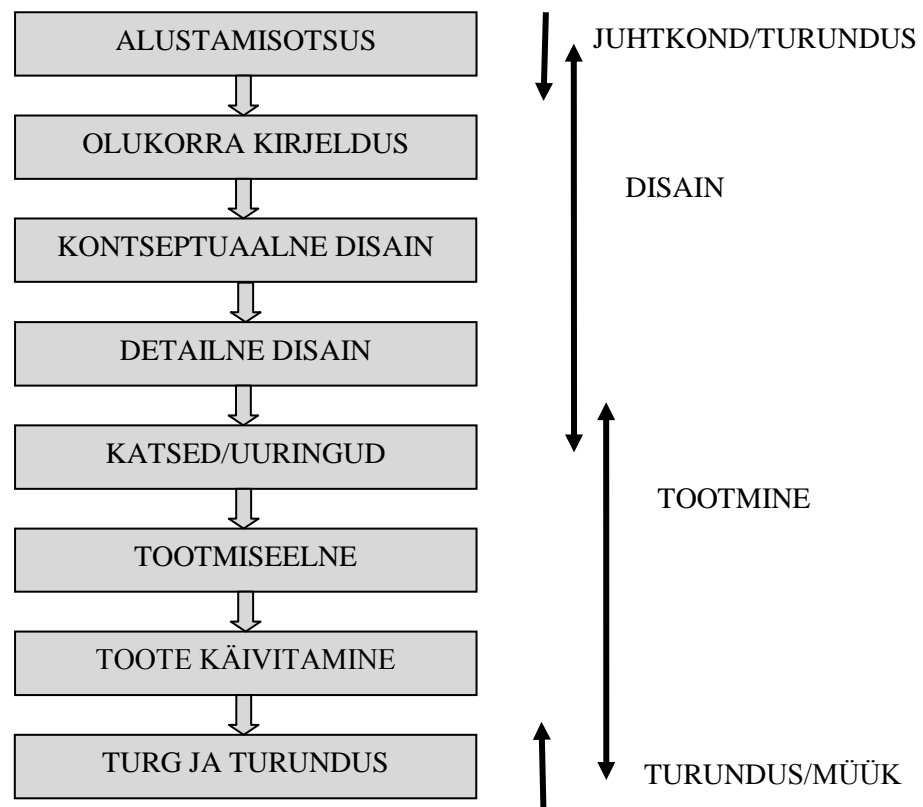 ALUSTAMISOTSUS
JUHTKOND/TURUNDUS
OLUKORRA KIRJELDUS
DISAIN
KONTSEPTUAALNE DISAIN
DETAILNE DISAIN
KATSED/UURINGUD
TOOTMINE
TOOTMISEELNE
TOOTE KÄIVITAMINE
TURG JA TURUNDUS
TURUNDUS/MÜÜK